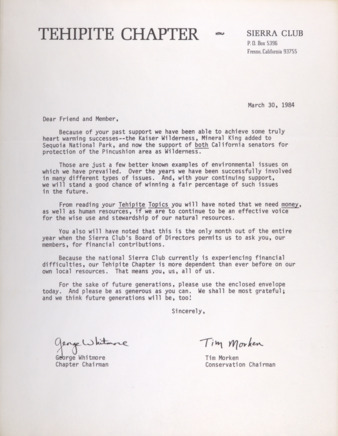 TEHIPITE CHAPTER ~ SIERRA CLUB
P. O. Box 5396
Fresno, California 93755
March 30, 1984
Dear Friend and Member,
Because of your past support we have been able to achieve some truly
heart warming successes--the Kaiser Wilderness, Mineral King added to
Sequoia National Park, and now the support of both California senators for
protection of the Pincushion area as Wilderness.
Those are just a few better known examples of environmental issues on
which we have prevailed. Over the years we have been successfully involved
in many different types of issues. And, with your continuing support,
we will stand a good chance of winning a fair percentage of such issues
in the future.
From reading your Tehipite Topics you will have noted that we need money,
as well as human resources, if we are to continue to be an effective voice
for the wise use and stewardship of our natural resources.
You also will have noted that this is the only month out of the entire
year when the Sierra Club's Board of Directors permits us to ask you, our
members, for financial contributions.
Because the national Sierra Club currently is experiencing financial
difficulties, our Tehipite Chapter is more dependent than ever before on our
own local resources. That means you, us, all of us.
For the sake of future generations, please use the enclosed envelope
today. And please be as generous as you can. We shall be most grateful;
and we think future generations will be, too!
Sincerely,
George Whitmore Tim Morken
George Whitmore Tim Morken
Chapter Chairman Conservation Chairman